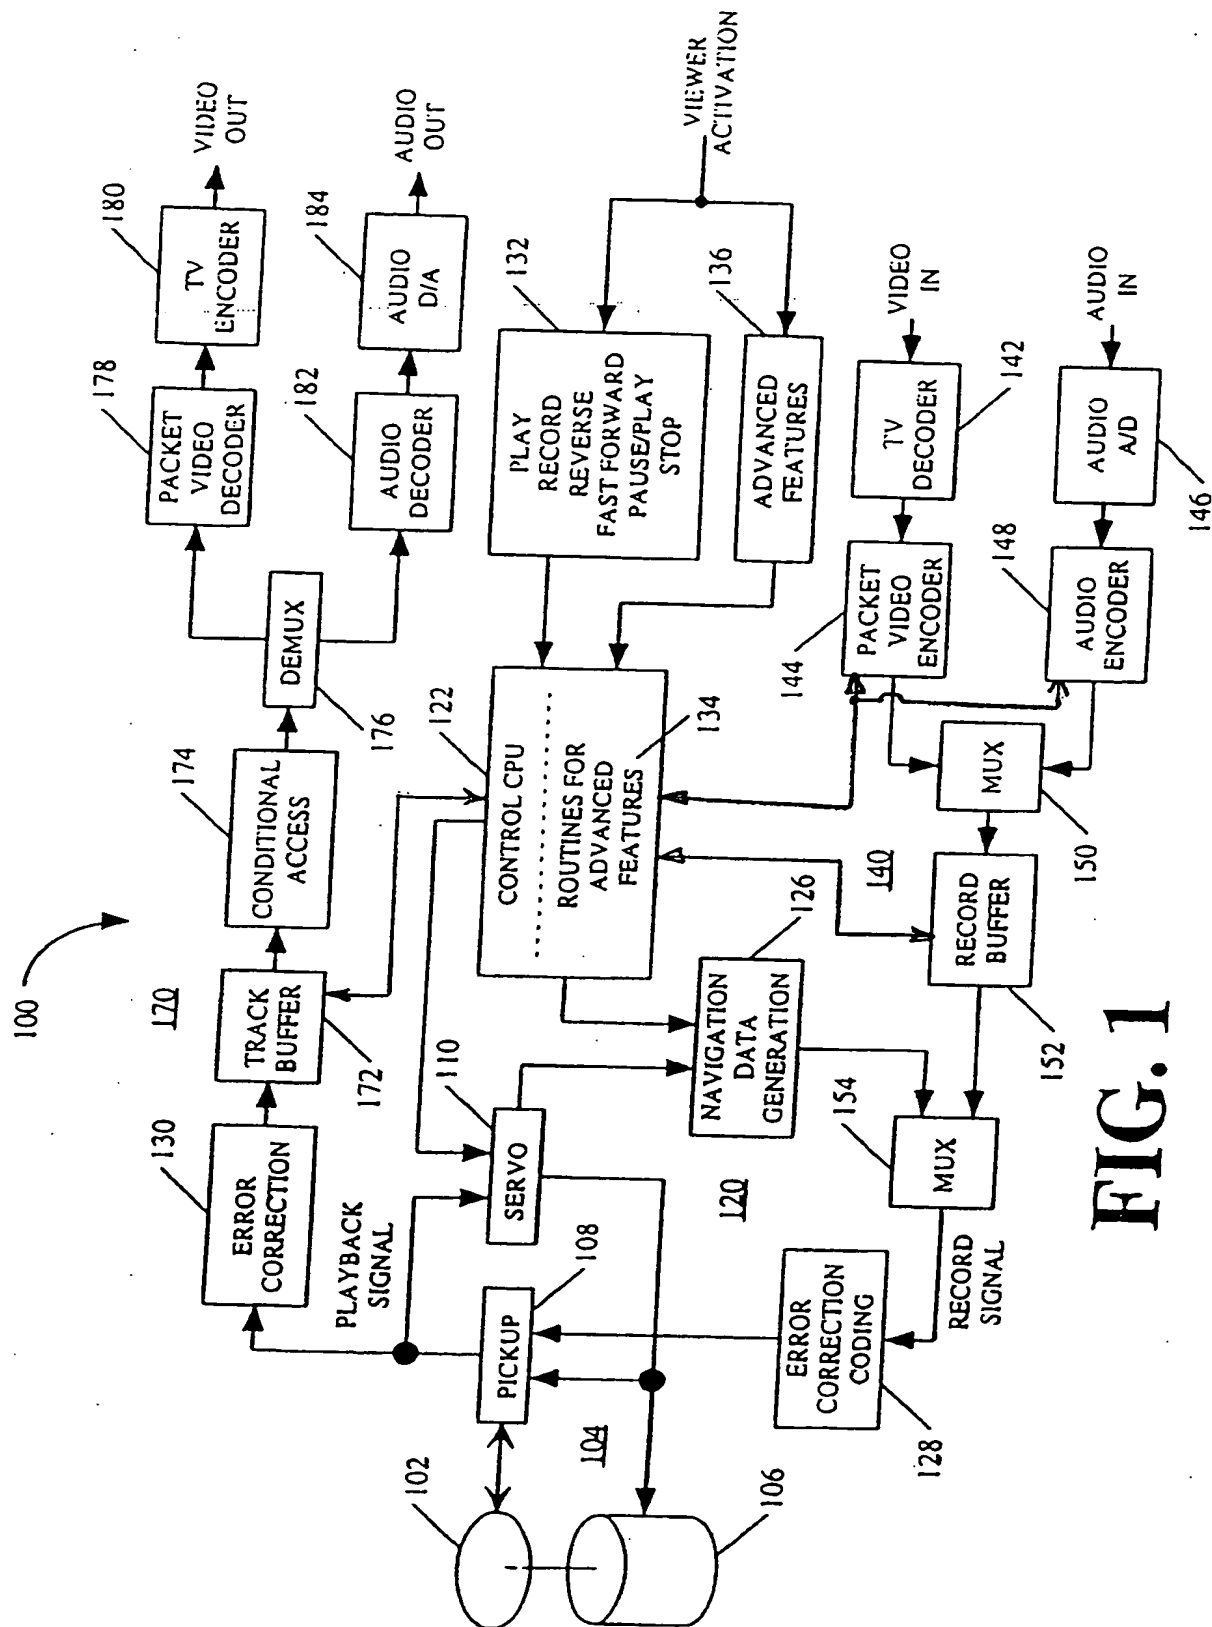 100
170
130
ERROR
CORRECTION
172
TRACK
BUFFER
174
CONDITIONAL
ACCESS
176
DEMUX
178
PACKET
VIDEO
DECODER
180
TV
ENCODER
VIDEO
OUT
182
AUDIO
DECODER
184
AUDIO
D/A
AUDIO
OUT
PLAYBACK
SIGNAL
102
104
106
PICKUP
108
SERVO
110
120
122
CONTROL CPU
ROUTINES FOR
ADVANCED
FEATURES
134
132
PLAY
RECORD
REVERSE
FAST FORWARD
PAUSE/PLAY
STOP
136
ADVANCED
FEATURES
VIEWER
ACTIVATION
126
NAVIGATION
DATA
GENERATION
140
144
PACKET
VIDEO
ENCODER
TV
DECODER
142
VIDEO
IN
148
AUDIO
ENCODER
AUDIO
A/D
146
AUDIO
IN
MUX
150
RECORD
BUFFER
152
154
MUX
RECORD
SIGNAL
ERROR
CORRECTION
CODING
128
FIG. 1